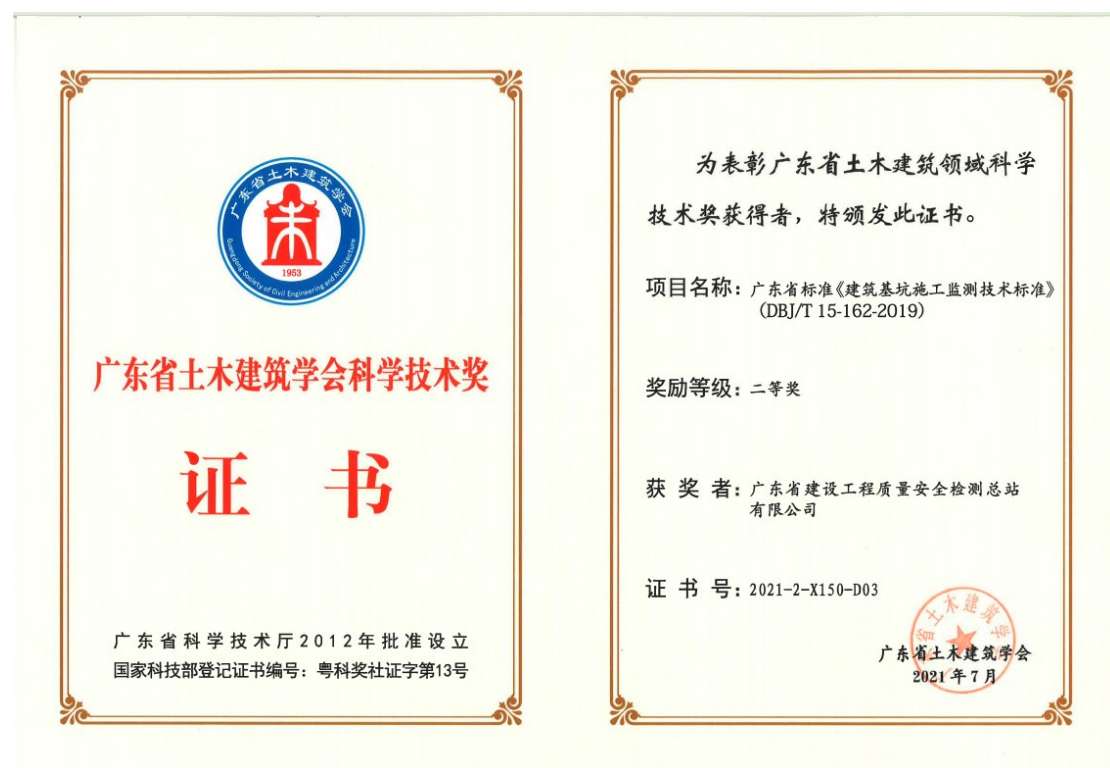 广东省土木建筑学会
1953
Guangdong Society of Civil Engineering and Architecture
广东省土木建筑学会科学技术奖
证 书
广东省科学技术厅2012年批准设立
国家科技部登记证书编号：粤科奖社证字第13号
为表彰广东省土木建筑领域科学
技术奖获得者，特颁发此证书。
项目名称：广东省标准《建筑基坑施工监测技术标准》
（DBJ/T 15-162-2019）
奖励等级：二等奖
获 奖 者：广东省建设工程质量安全检测总站
有限公司
证 书 号：2021-2-X150-D03
广东省土木建筑学会
2021年7月